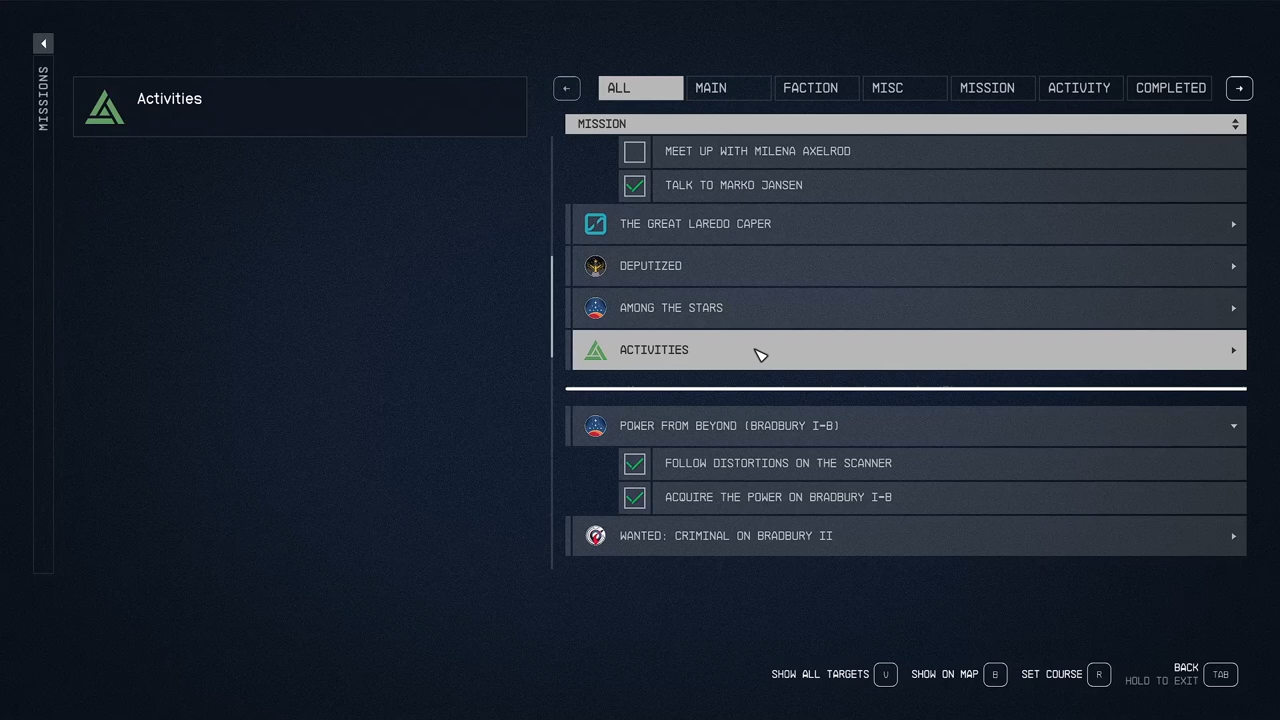 MISSIONS
Activities
ALL
MAIN
FACTION
MISC
MISSION
ACTIVITY
COMPLETED
MISSION
MEET UP WITH MILENA AXELROD
TALK TO MARKO JANSEN
THE GREAT LAREDO CAPER
DEPUTIZED
AMONG THE STARS
ACTIVITIES
POWER FROM BEYOND (BRADBURY I-B)
FOLLOW DISTORTIONS ON THE SCANNER
ACQUIRE THE POWER ON BRADBURY I-B
WANTED: CRIMINAL ON BRADBURY II
SHOW ALL TARGETS V
SHOW ON MAP B
SET COURSE R
BACK
HOLD TO EXIT
TAB